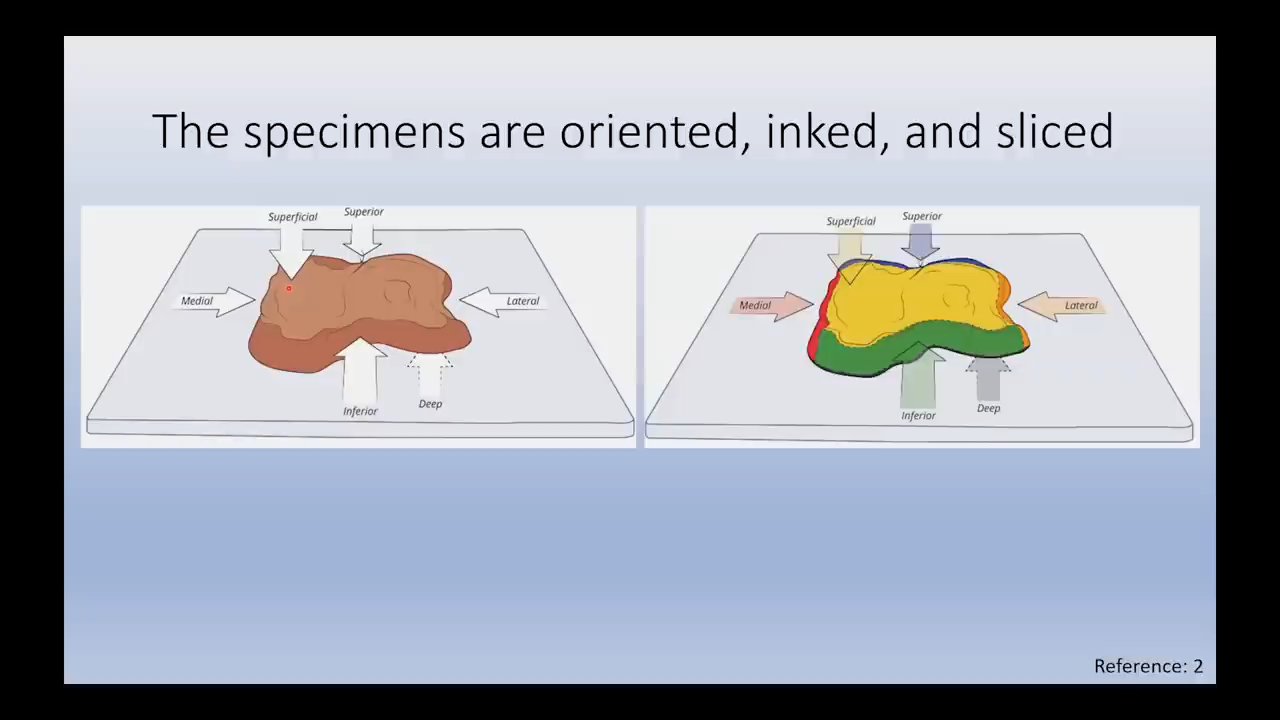 The specimens are oriented, inked, and sliced
Superficial
Superior
Medial
Lateral
Inferior
Deep
Superficial
Superior
Medial
Lateral
Inferior
Deep
Reference: 2